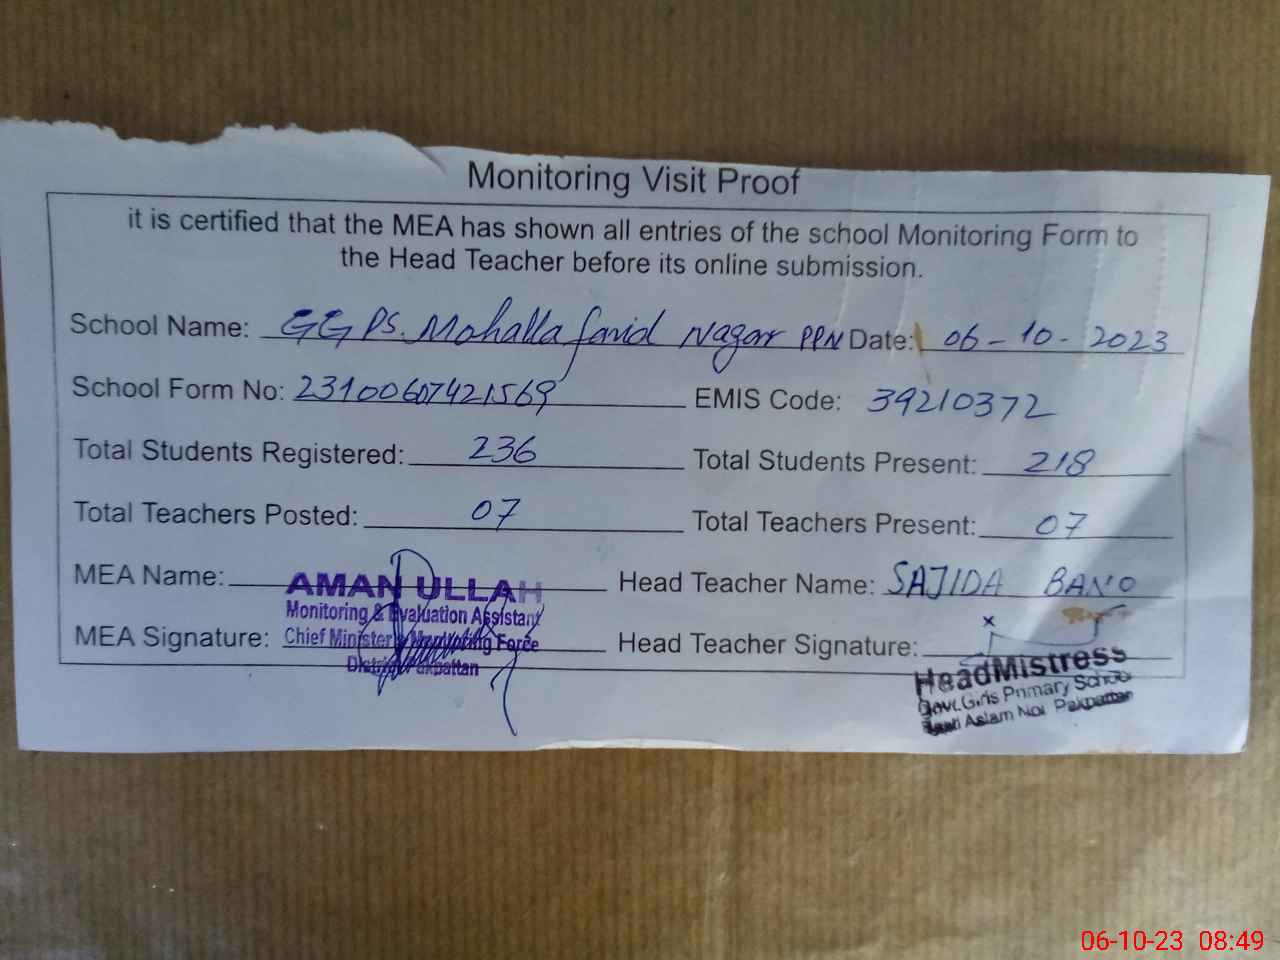 Monitoring Visit Proof
it is certified that the MEA has shown all entries of the school Monitoring Form to
the Head Teacher before its online submission.
School Name: GGPS. Mohalla farid Nagar PPN Date: 06-10-2023
School Form No: 23100607421569 EMIS Code: 39210372
Total Students Registered: 236 Total Students Present: 218
Total Teachers Posted: 07 Total Teachers Present: 07
MEA Name: AMAN ULLAH Head Teacher Name: SAJIDA BANO
Monitoring & Evaluation Assistant
MEA Signature: Chief Minister's Monitoring Force Head Teacher Signature: x
District Pakpattan
HeadMistress
Govt. Girls Primary School
Aslam Pakpattan
06-10-23 08:49